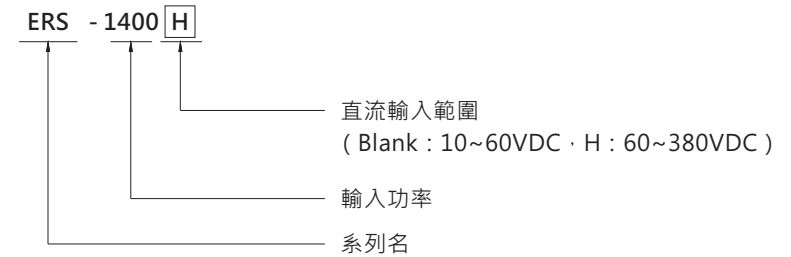 ERS - 1400 H
直流輸入範圍
( Blank : 10~60VDC，H : 60~380VDC )
輸入功率
系列名